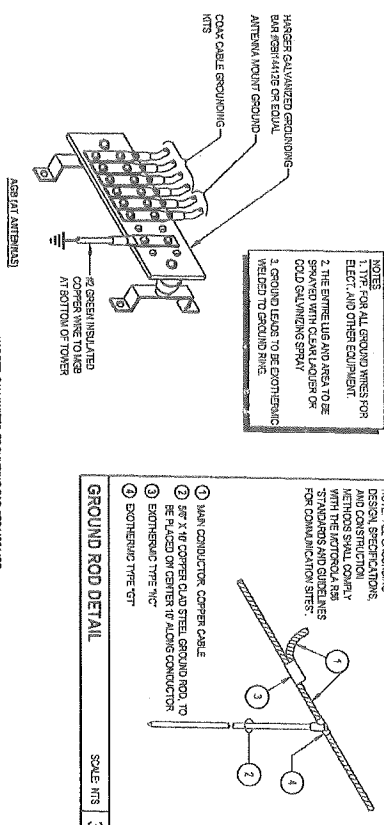 HARGER GALVANIZED GROUNDING
BAR #GBI14412G OR EQUAL
ANTENNA MOUNT GROUND
COAX CABLE GROUNDING
KITS
#2 GREEN INSULATED
COPPER WIRE TO MGB
AT BOTTOM OF TOWER
AGB (AT ANTENNAS)
NOTES
1. TYP. FOR ALL GROUND WIRES FOR
ELECT. AND OTHER EQUIPMENT.
2. THE ENTIRE LUG AND AREA TO BE
SPRAYED WITH CLEAR LAQUER OR
COLD GALVINIZING SPRAY
3. GROUND LEADS TO BE EXOTHERMIC
WELDED TO GROUND RING.
DESIGN, SPECIFICATIONS,
AND CONSTRUCTION
METHODS SHALL COMPLY
WITH THE MOTOROLA R56
"STANDARDS AND GUIDELINES
FOR COMMUNICATION SITES".
1
3
4
2
1 MAIN CONDUCTOR, COPPER CABLE
2 5/8" X 10' COPPER CLAD STEEL GROUND ROD, TO
BE PLACED ON CENTER 10' ALONG CONDUCTOR
3 EXOTHERMIC TYPE
4 EXOTHERMIC TYPE "GT"
GROUND ROD DETAIL
SCALE: NTS